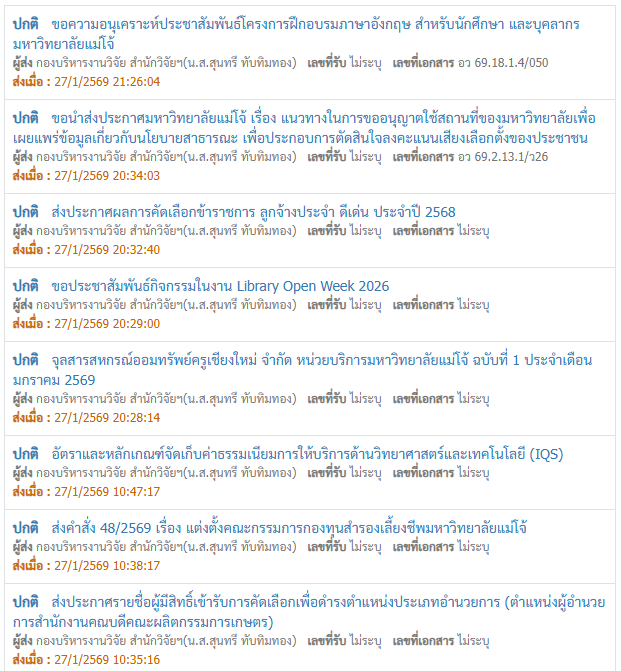 ปกติ ขอความอนุเคราะห์ประชาสัมพันธ์โครงการฝึกอบรมภาษาอังกฤษ สำหรับนักศึกษา และบุคลากร
มหาวิทยาลัยแม่โจ้
ผู้ส่ง กองบริหารงานวิจัย สำนักวิจัยฯ(น.ส.สุนทรี ทับทิมทอง) เลขที่รับ ไม่ระบุ เลขที่เอกสาร อว 69.18.1.4/050
ส่งเมื่อ : 27/1/2569 21:26:04
ปกติ ขอนำส่งประกาศมหาวิทยาลัยแม่โจ้ เรื่อง แนวทางในการขออนุญาตใช้สถานที่ของมหาวิทยาลัยเพื่อ
เผยแพร่ข้อมูลเกี่ยวกับนโยบายสาธารณะ เพื่อประกอบการตัดสินใจลงคะแนนเสียงเลือกตั้งของประชาชน
ผู้ส่ง กองบริหารงานวิจัย สำนักวิจัยฯ(น.ส.สุนทรี ทับทิมทอง) เลขที่รับ ไม่ระบุ เลขที่เอกสาร อว 69.2.13.1/ว26
ส่งเมื่อ : 27/1/2569 20:34:03
ปกติ ส่งประกาศผลการคัดเลือกข้าราชการ ลูกจ้างประจำ ดีเด่น ประจำปี 2568
ผู้ส่ง กองบริหารงานวิจัย สำนักวิจัยฯ(น.ส.สุนทรี ทับทิมทอง) เลขที่รับ ไม่ระบุ เลขที่เอกสาร ไม่ระบุ
ส่งเมื่อ : 27/1/2569 20:32:40
ปกติ ขอประชาสัมพันธ์กิจกรรมในงาน Library Open Week 2026
ผู้ส่ง กองบริหารงานวิจัย สำนักวิจัยฯ(น.ส.สุนทรี ทับทิมทอง) เลขที่รับ ไม่ระบุ เลขที่เอกสาร ไม่ระบุ
ส่งเมื่อ : 27/1/2569 20:29:00
ปกติ จุลสารสหกรณ์ออมทรัพย์ครูเชียงใหม่ จำกัด หน่วยบริการมหาวิทยาลัยแม่โจ้ ฉบับที่ 1 ประจำเดือน
มกราคม 2569
ผู้ส่ง กองบริหารงานวิจัย สำนักวิจัยฯ(น.ส.สุนทรี ทับทิมทอง) เลขที่รับ ไม่ระบุ เลขที่เอกสาร ไม่ระบุ
ส่งเมื่อ : 27/1/2569 20:28:14
ปกติ อัตราและหลักเกณฑ์จัดเก็บค่าธรรมเนียมการให้บริการด้านวิทยาศาสตร์และเทคโนโลยี (IQS)
ผู้ส่ง กองบริหารงานวิจัย สำนักวิจัยฯ(น.ส.สุนทรี ทับทิมทอง) เลขที่รับ ไม่ระบุ เลขที่เอกสาร ไม่ระบุ
ส่งเมื่อ : 27/1/2569 10:47:17
ปกติ ส่งคำสั่ง 48/2569 เรื่อง แต่งตั้งคณะกรรมการกองทุนสำรองเลี้ยงชีพมหาวิทยาลัยแม่โจ้
ผู้ส่ง กองบริหารงานวิจัย สำนักวิจัยฯ(น.ส.สุนทรี ทับทิมทอง) เลขที่รับ ไม่ระบุ เลขที่เอกสาร ไม่ระบุ
ส่งเมื่อ : 27/1/2569 10:38:17
ปกติ ส่งประกาศรายชื่อผู้มีสิทธิ์เข้ารับการคัดเลือกเพื่อดำรงตำแหน่งประเภทอำนวยการ (ตำแหน่งผู้อำนวย
การสำนักงานคณบดีคณะผลิตกรรมการเกษตร)
ผู้ส่ง กองบริหารงานวิจัย สำนักวิจัยฯ(น.ส.สุนทรี ทับทิมทอง) เลขที่รับ ไม่ระบุ เลขที่เอกสาร ไม่ระบุ
ส่งเมื่อ : 27/1/2569 10:35:16